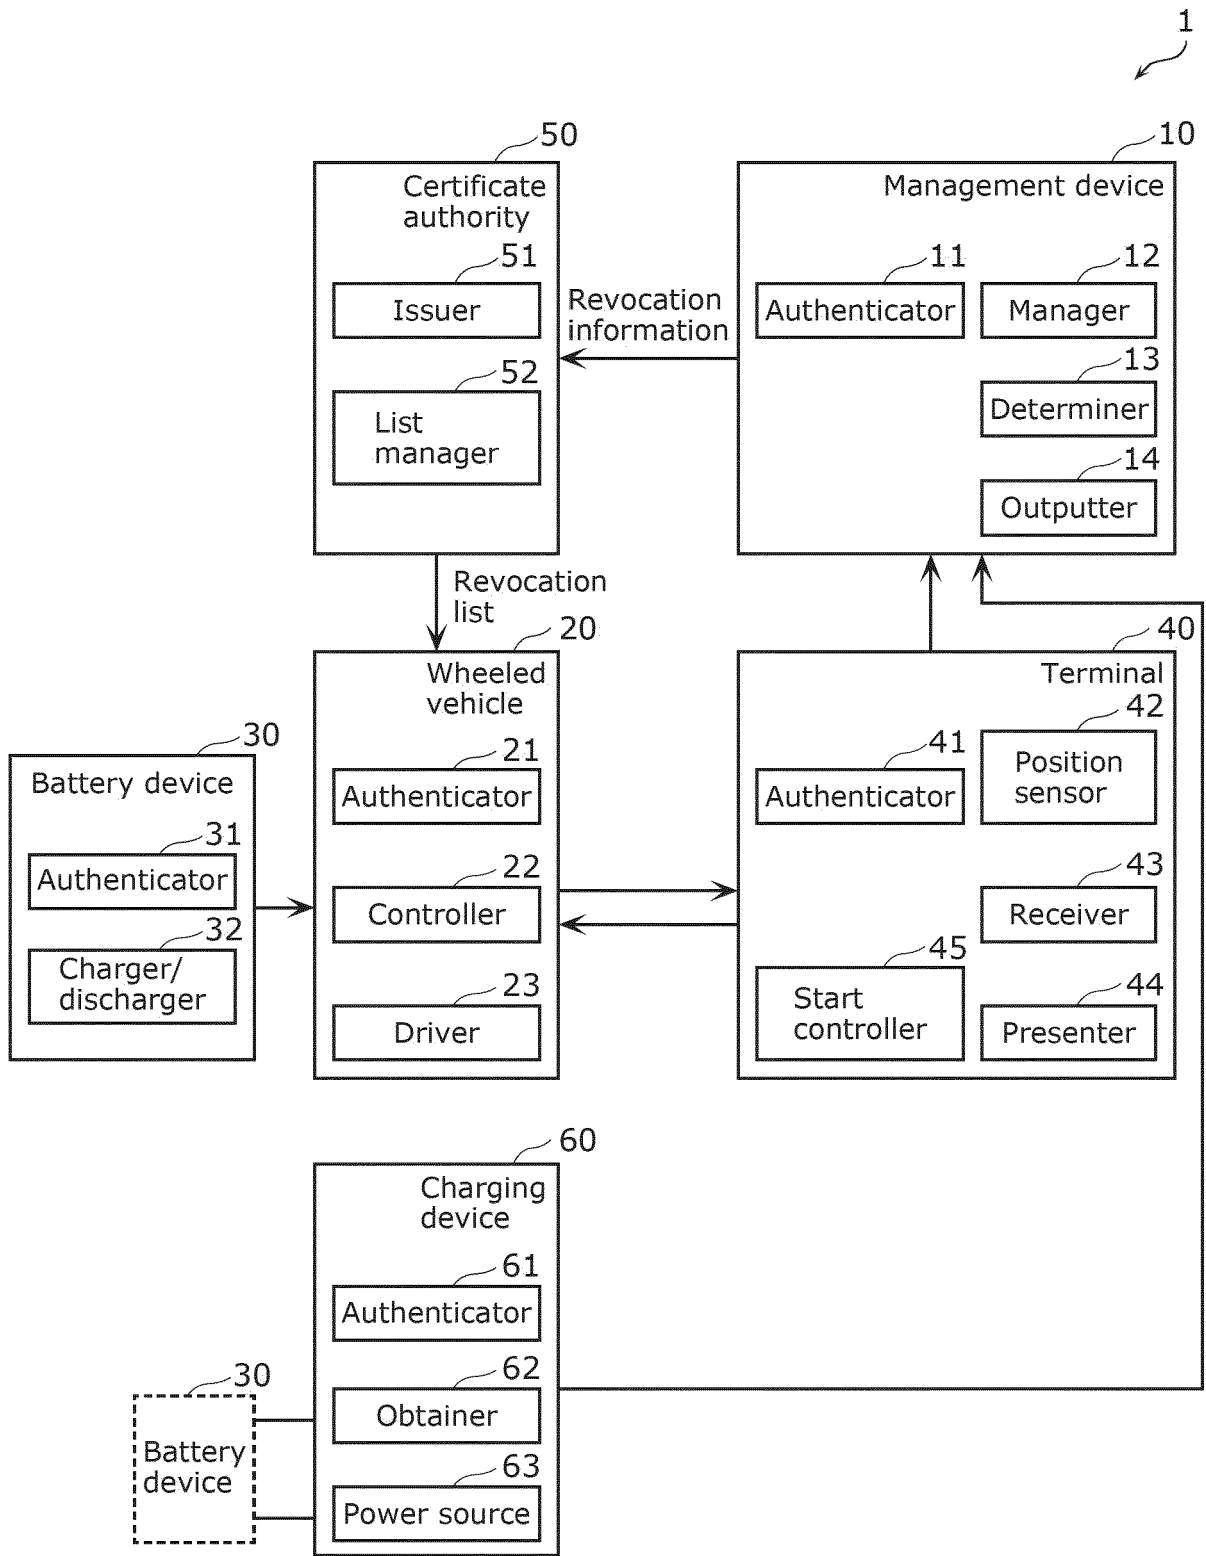 1
50
Certificate
authority
51
Issuer
52
List
manager
Revocation
information
10
Management device
11
Authenticator
12
Manager
13
Determiner
14
Outputter
Revocation
list
20
Wheeled
vehicle
21
Authenticator
22
Controller
23
Driver
30
Battery device
31
Authenticator
32
Charger/
discharger
40
Terminal
41
Authenticator
42
Position
sensor
43
Receiver
45
Start
controller
44
Presenter
60
Charging
device
61
Authenticator
62
Obtainer
63
Power source
30
Battery
device